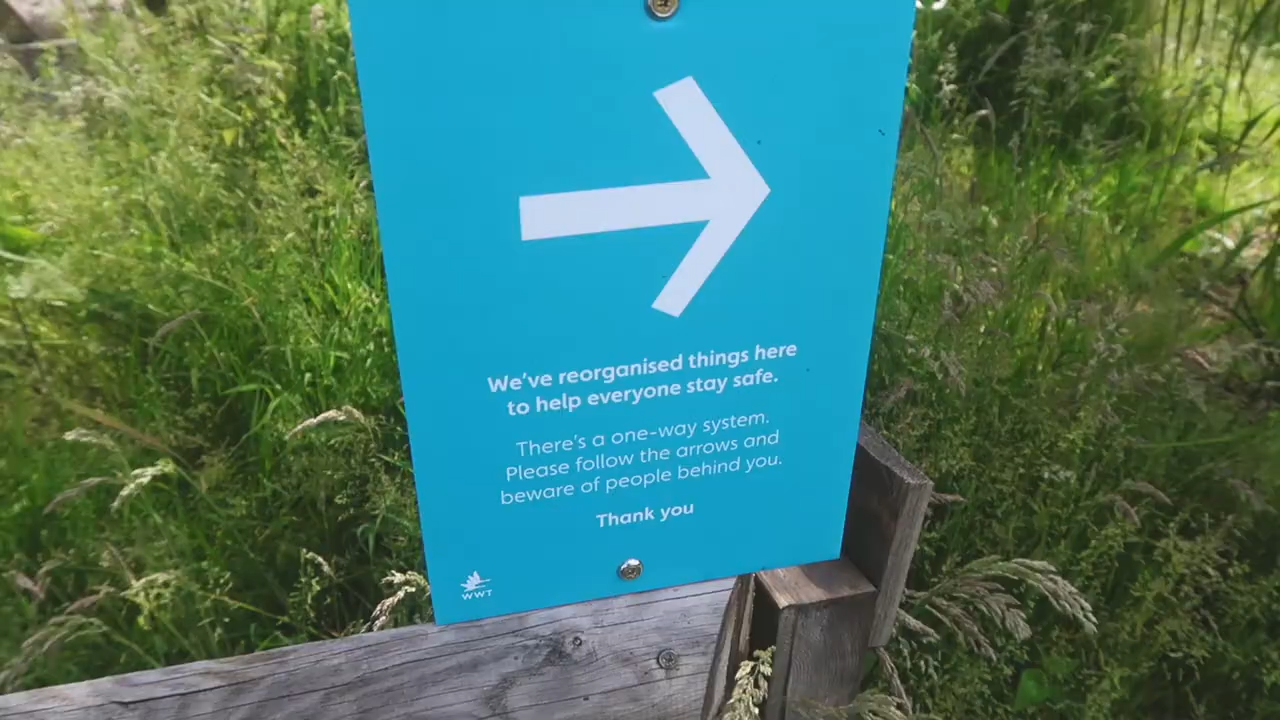 We've reorganised things here
to help everyone stay safe.
There's a one-way system.
Please follow the arrows and
beware of people behind you.
Thank you
WWT